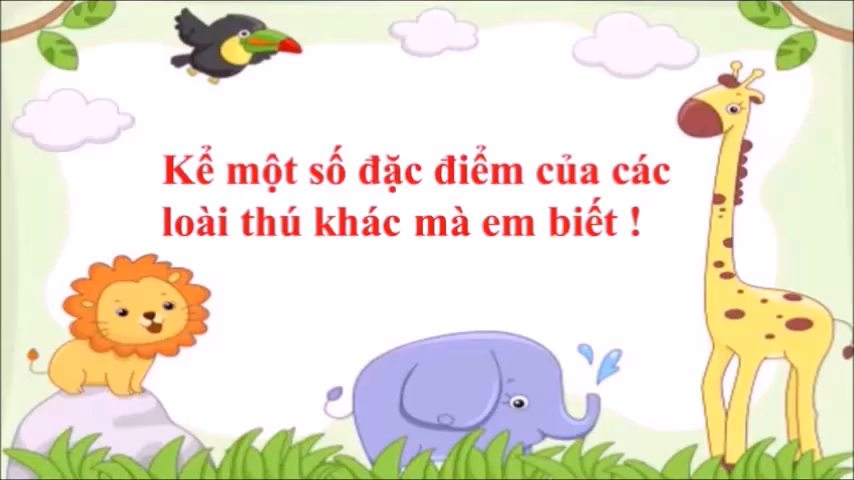 Kể một số đặc điểm của các
loài thú khác mà em biết !